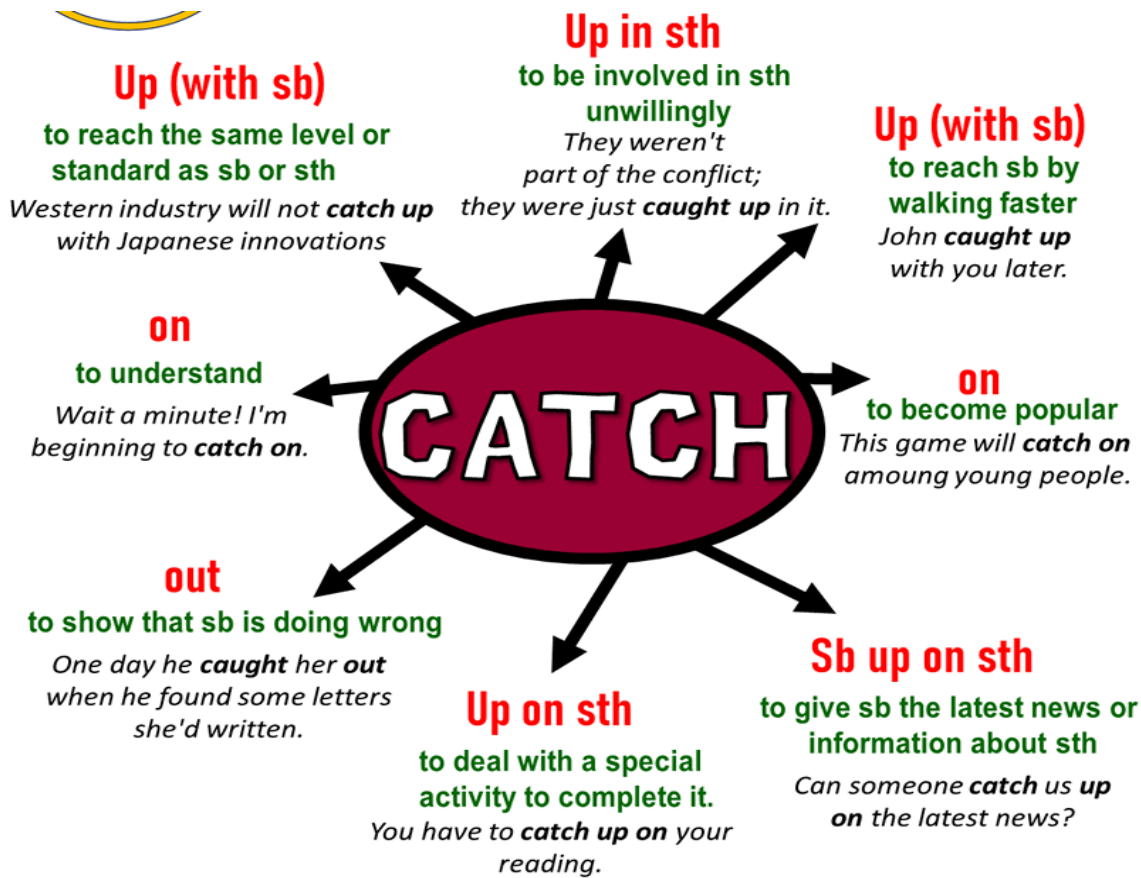 Up in sth
to be involved in sth
unwillingly
They weren't
part of the conflict;
they were just caught up in it.
Up (with sb)
to reach the same level or
standard as sb or sth
Western industry will not catch up
with Japanese innovations
Up (with sb)
to reach sb by
walking faster
John caught up
with you later.
on
to understand
Wait a minute! I'm
beginning to catch on.
CATCH
on
to become popular
This game will catch on
amoung young people.
out
to show that sb is doing wrong
One day he caught her out
when he found some letters
she'd written.
Up on sth
to deal with a special
activity to complete it.
You have to catch up on your
reading.
Sb up on sth
to give sb the latest news or
information about sth
Can someone catch us up
on the latest news?